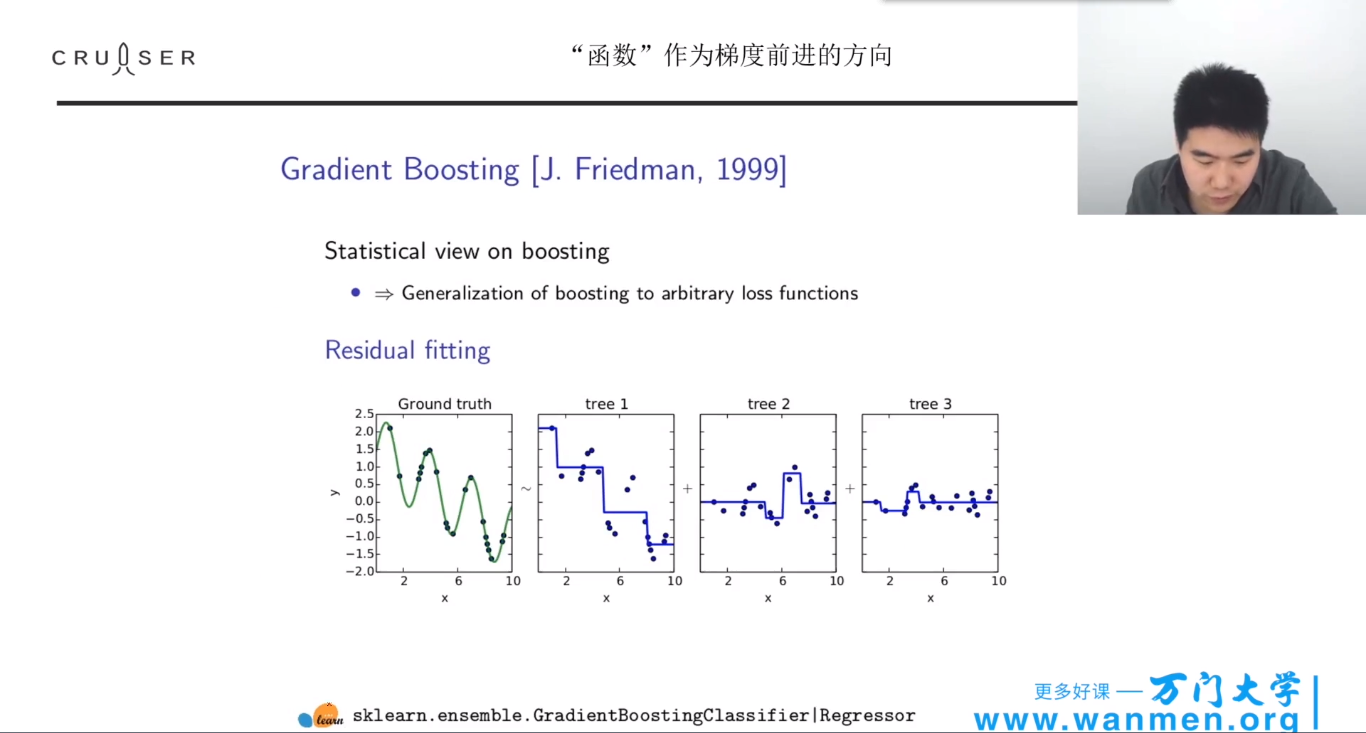 CRUISER
“函数”作为梯度前进的方向
Gradient Boosting [J. Friedman, 1999]
Statistical view on boosting
• ⇒ Generalization of boosting to arbitrary loss functions
Residual fitting
Ground truth
tree 1
tree 2
tree 3
2.5
2.0
1.5
1.0
0.5
0.0
−0.5
−1.0
−1.5
−2.0
y
~
+
+
2 6 10
2 6 10
2 6 10
2 6 10
x
x
x
x
learn sklearn.ensemble.GradientBoostingClassifier|Regressor
更多好课 — 万门大学
www.wanmen.org